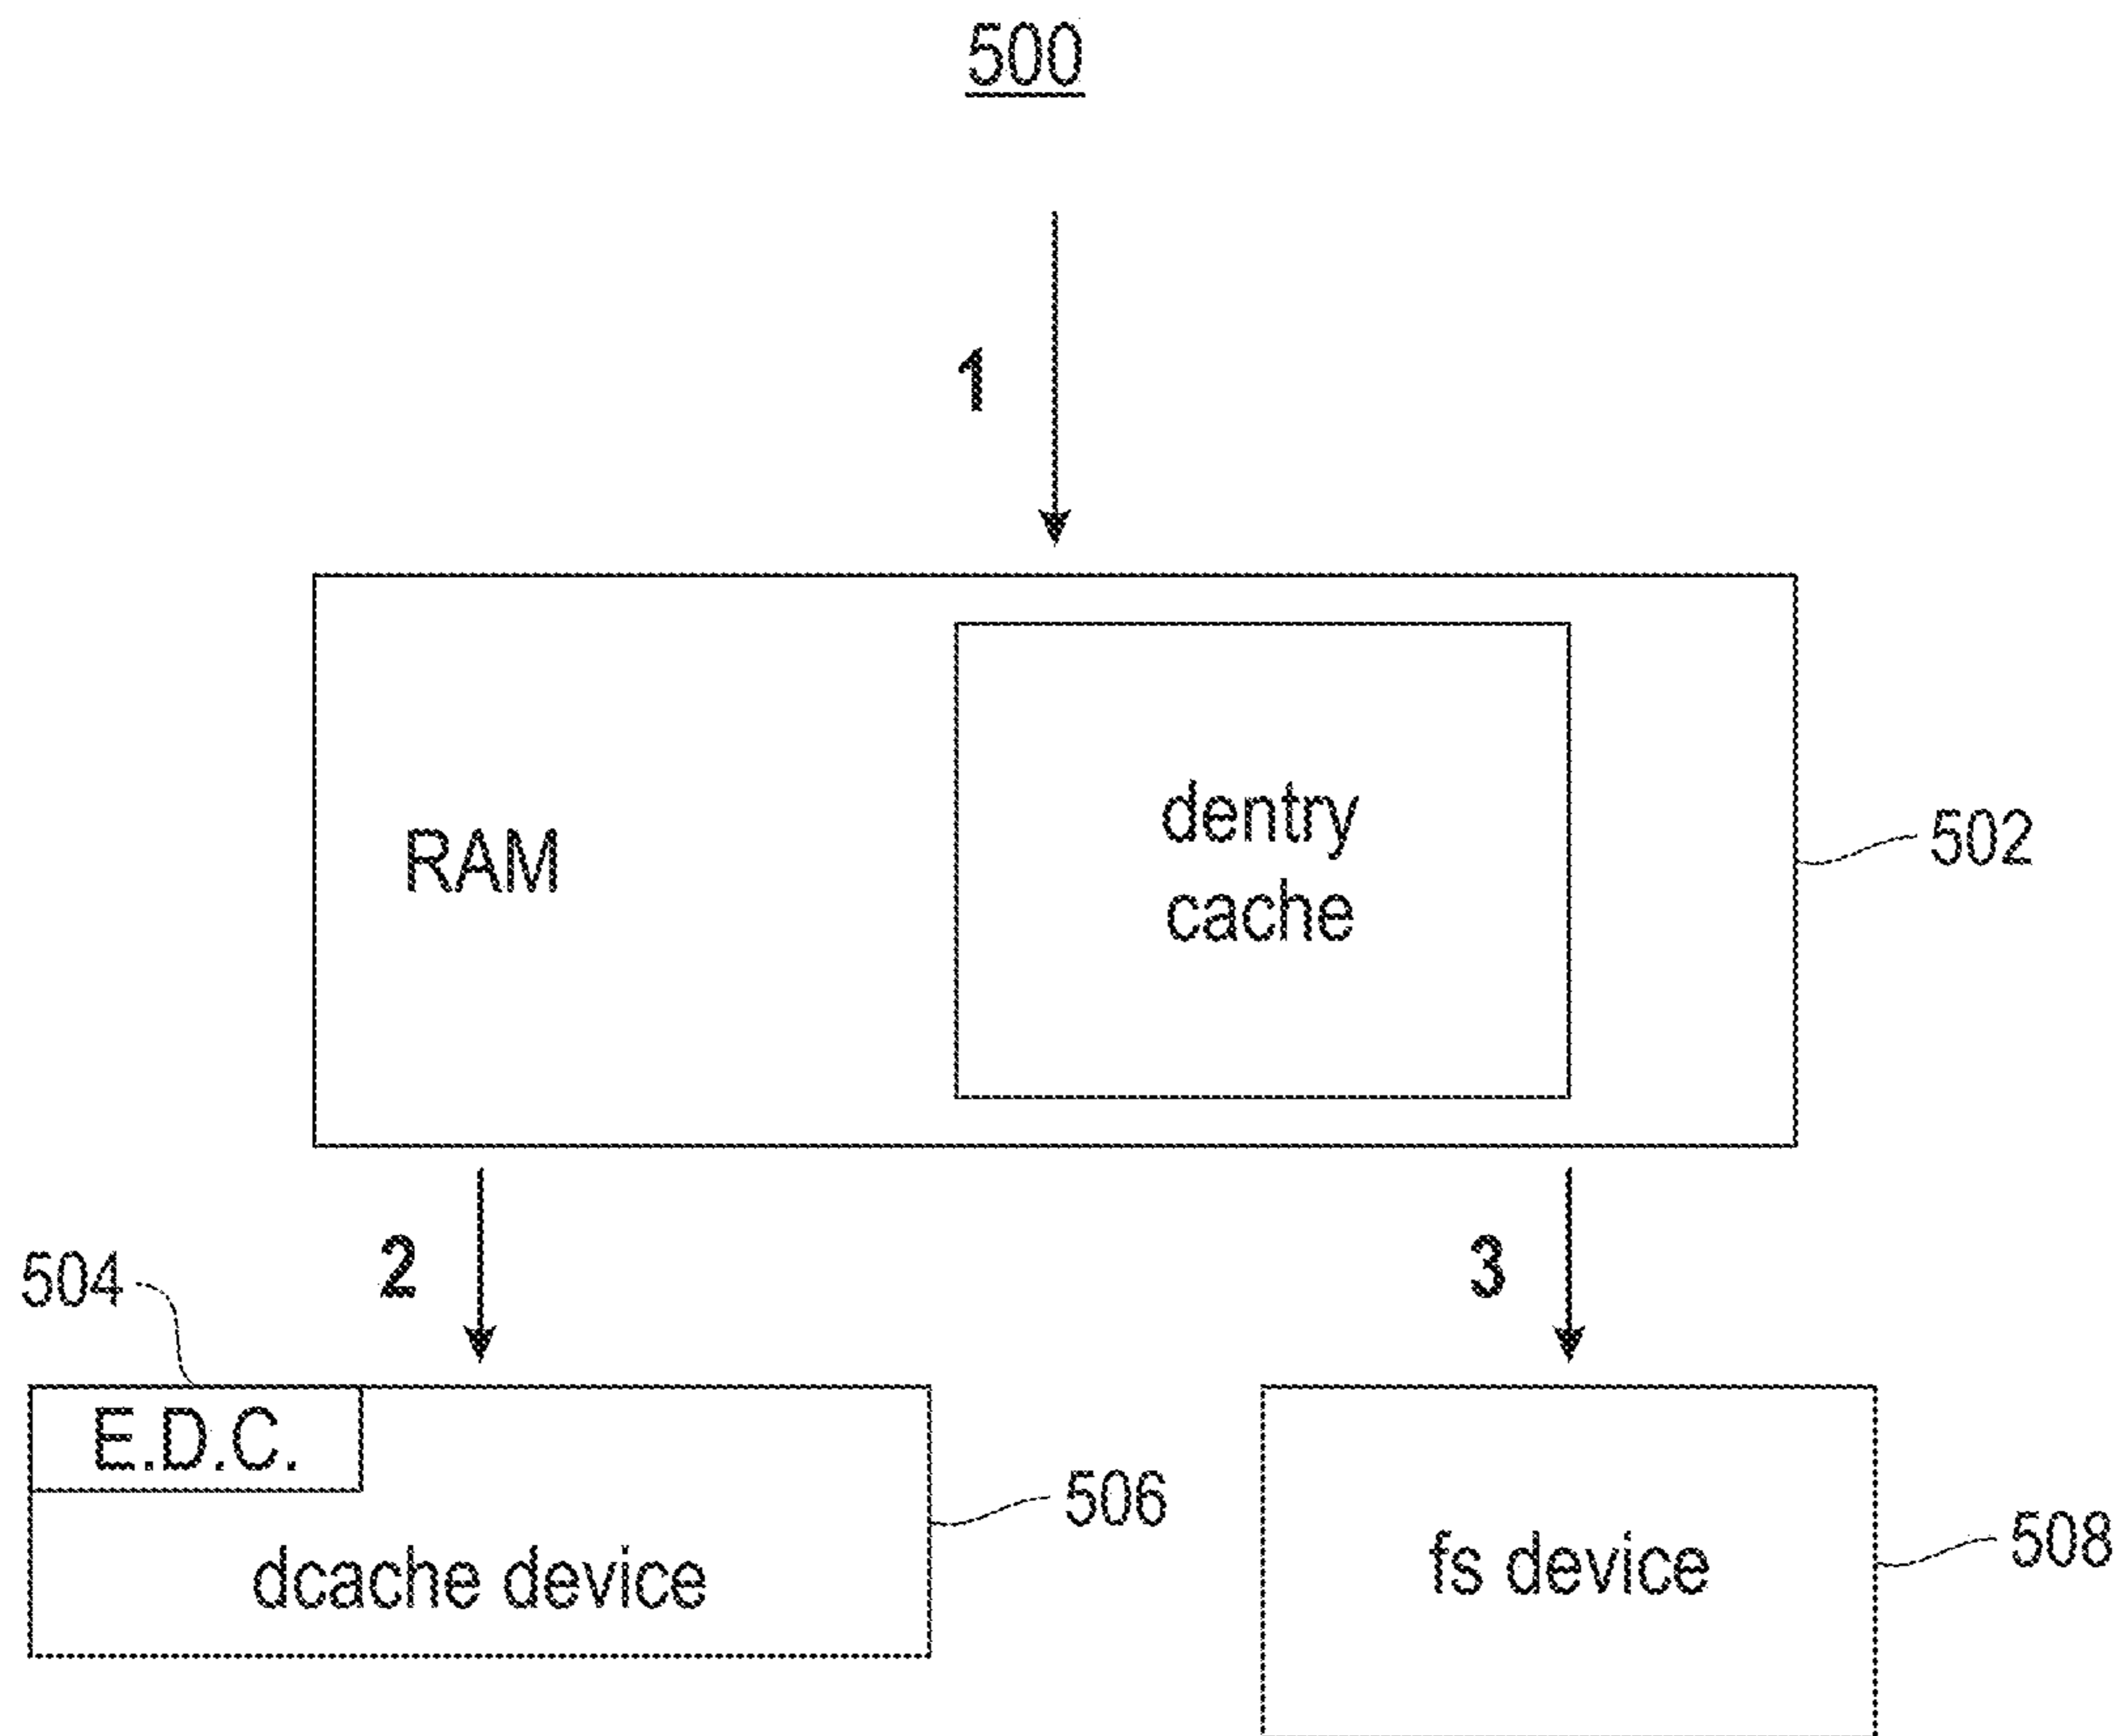 500
1
RAM
dentry
cache
502
2
3
504
E.D.C.
dcache device
506
fs device
508